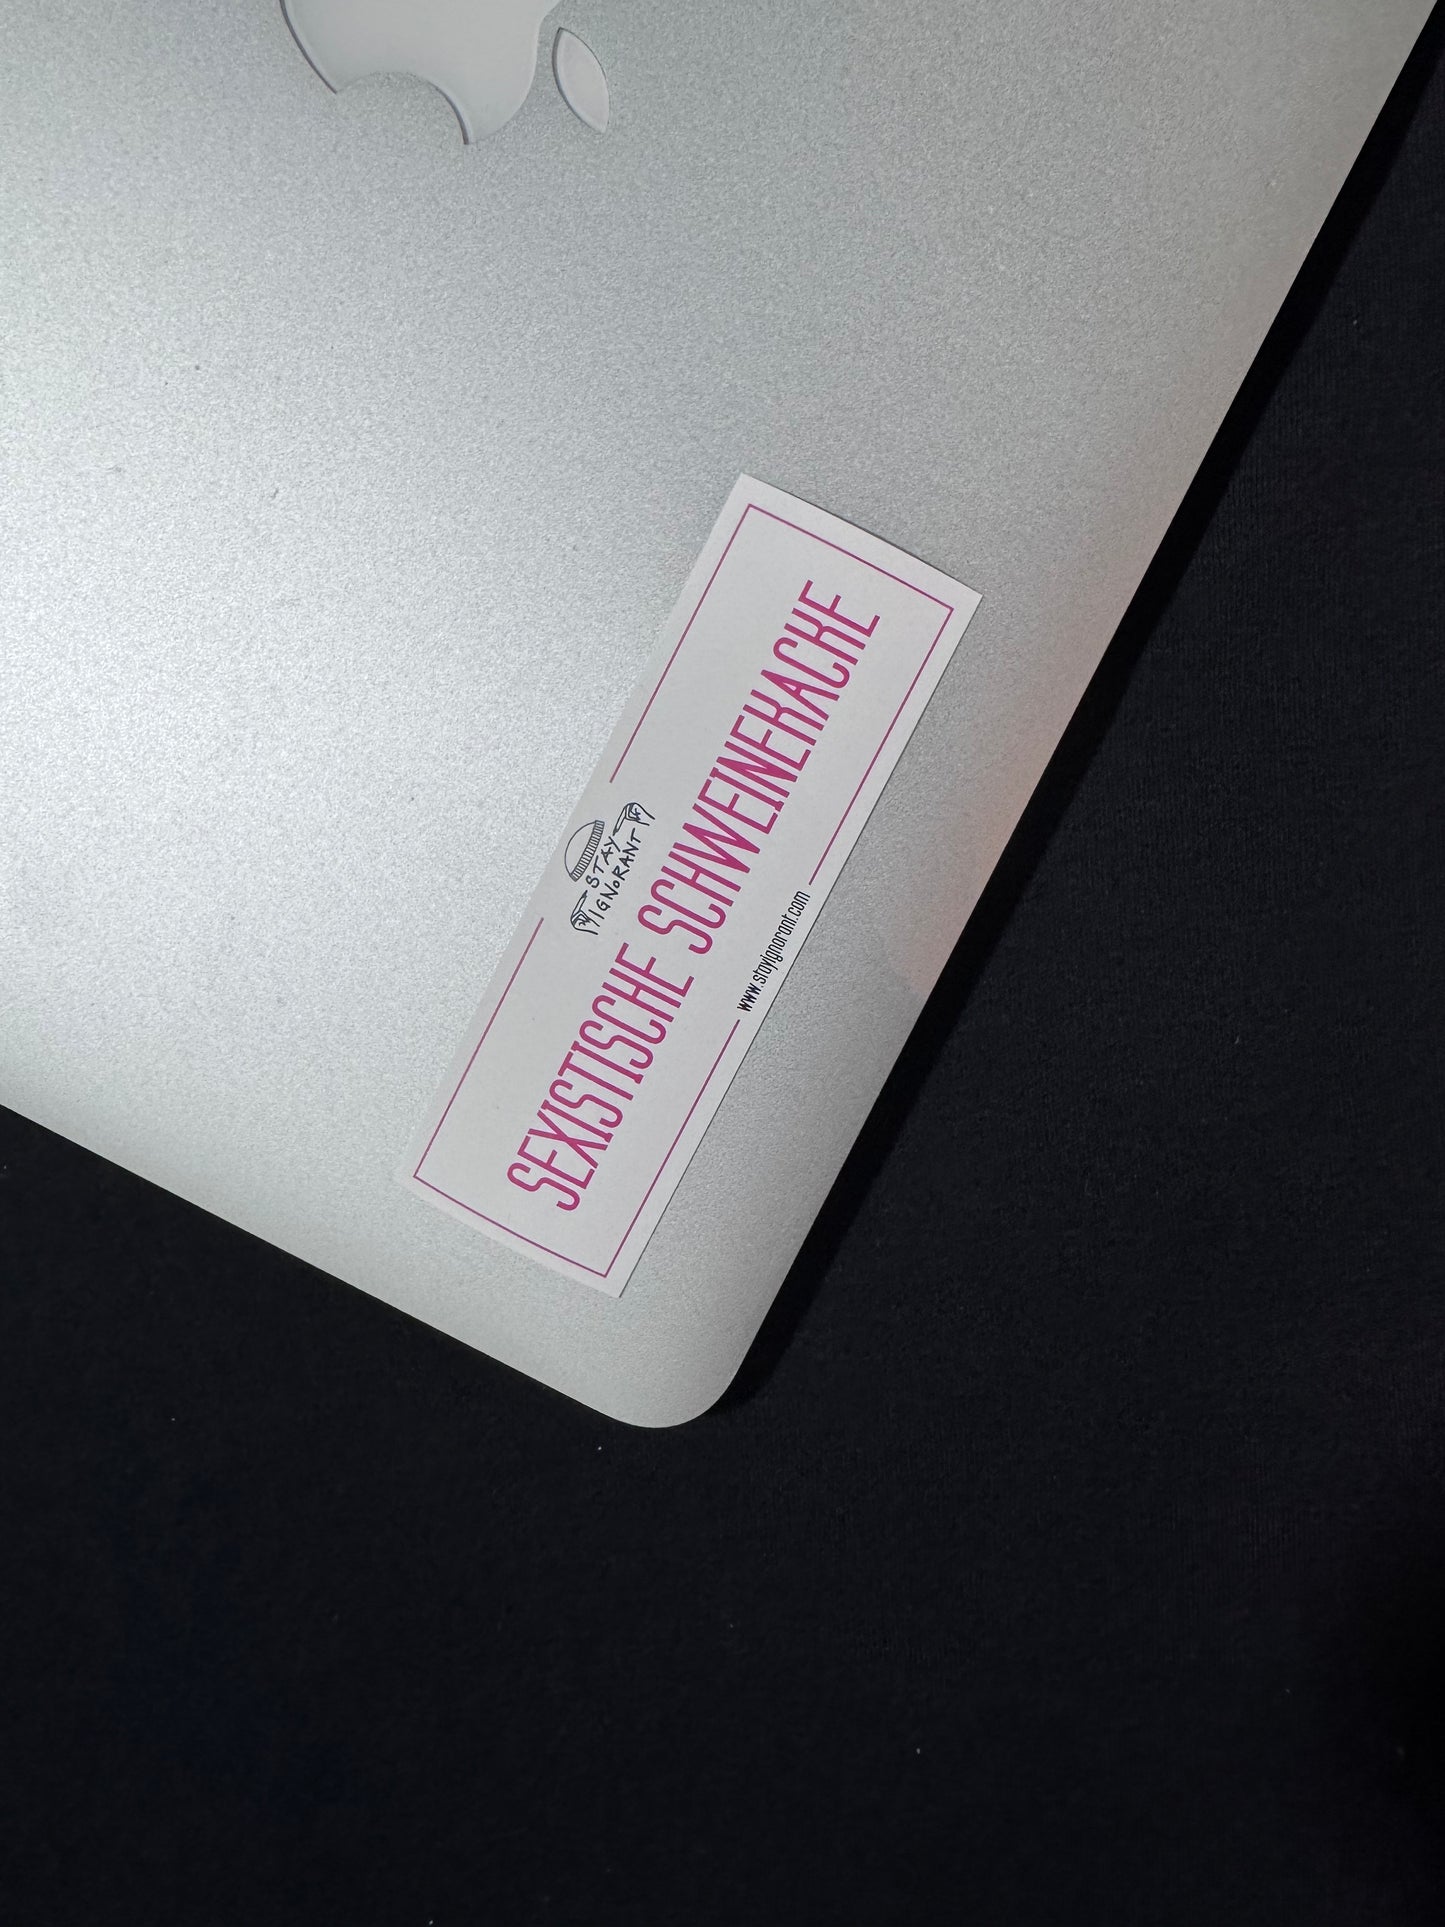 STAY
IGNORANT
SEXISTISCHE SCHWEINEKACKE
www.stayignorant.com